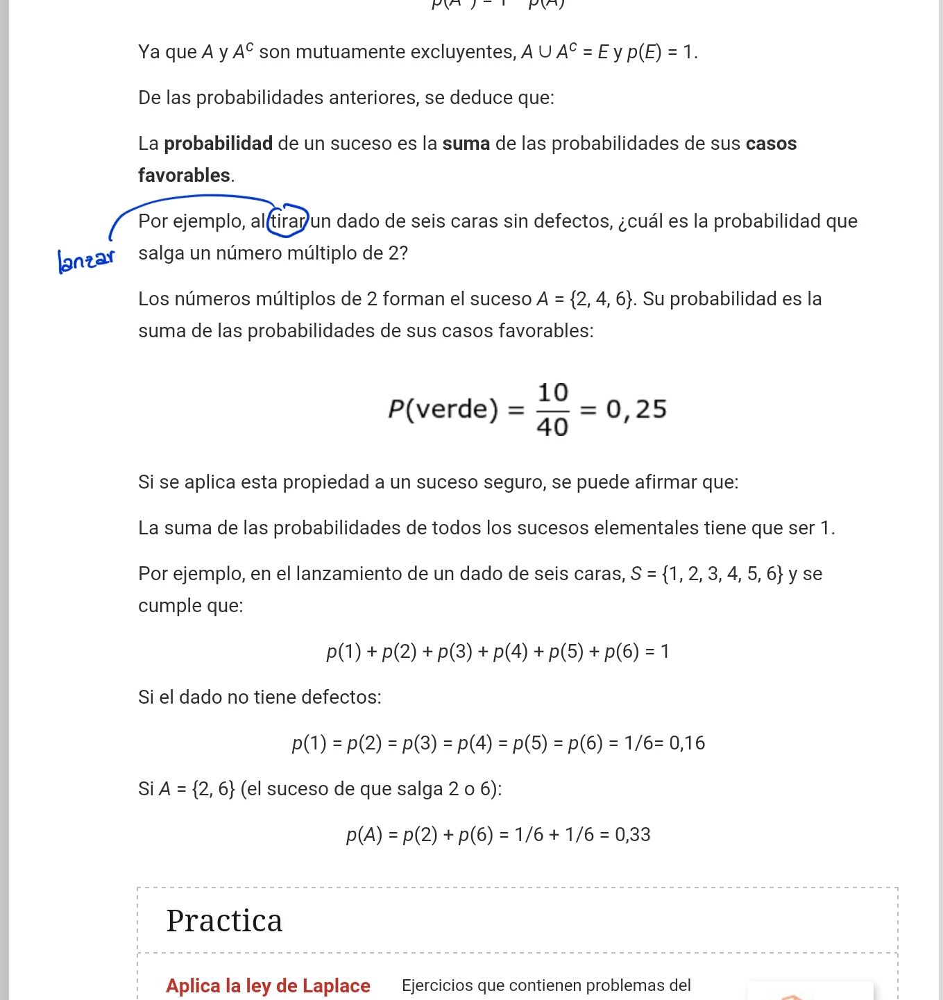 p(A^c) = 1 - p(A)
Ya que A y A^C son mutuamente excluyentes, A ∪ A^C = E y p(E) = 1.
De las probabilidades anteriores, se deduce que:
La probabilidad de un suceso es la suma de las probabilidades de sus casos
favorables.
Por ejemplo, al tirar un dado de seis caras sin defectos, ¿cuál es la probabilidad que
lanzar
salga un número múltiplo de 2?
Los números múltiplos de 2 forman el suceso A = {2, 4, 6}. Su probabilidad es la
suma de las probabilidades de sus casos favorables:
P(verde) = 10/40 = 0,25
Si se aplica esta propiedad a un suceso seguro, se puede afirmar que:
La suma de las probabilidades de todos los sucesos elementales tiene que ser 1.
Por ejemplo, en el lanzamiento de un dado de seis caras, S = {1, 2, 3, 4, 5, 6} y se
cumple que:
p(1) + p(2) + p(3) + p(4) + p(5) + p(6) = 1
Si el dado no tiene defectos:
p(1) = p(2) = p(3) = p(4) = p(5) = p(6) = 1/6= 0,16
Si A = {2, 6} (el suceso de que salga 2 o 6):
p(A) = p(2) + p(6) = 1/6 + 1/6 = 0,33
Practica
Aplica la ley de Laplace
Ejercicios que contienen problemas del